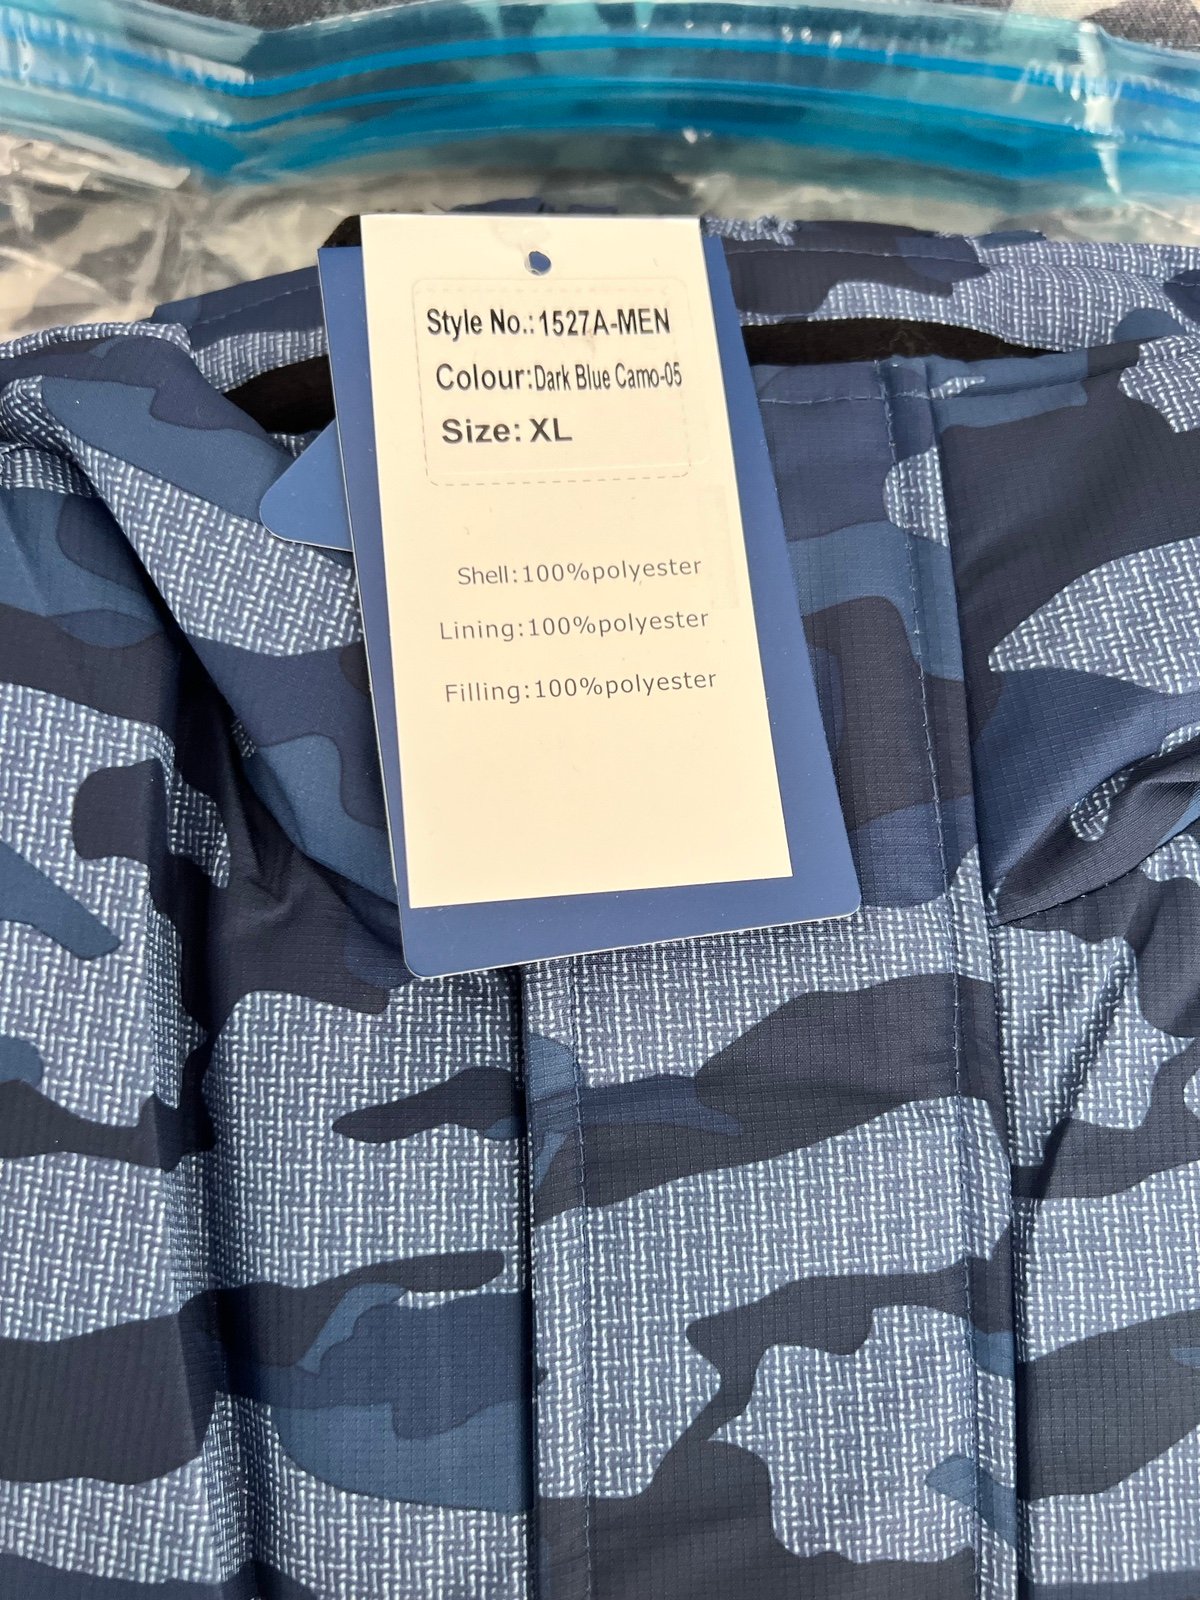 Style No.:1527A-MEN
Colour:Dark Blue Camo-05
Size: XL
Shell:100%polyester
Lining:100%polyester
Filling:100%polyester